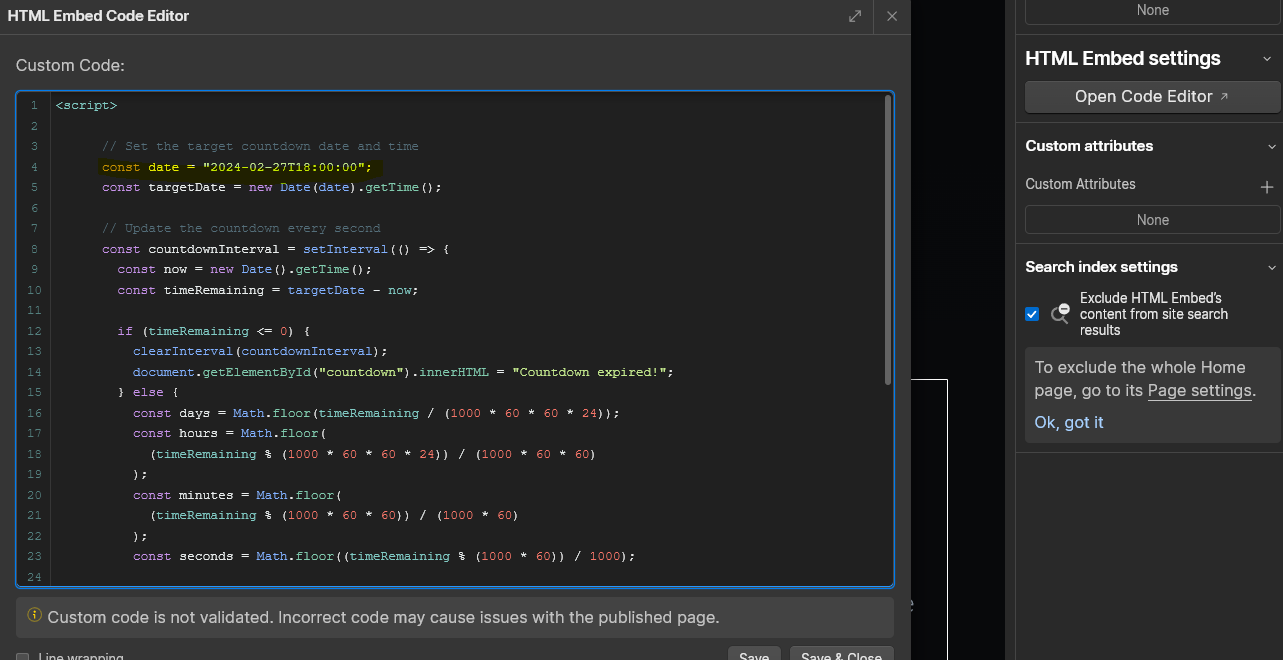 HTML Embed Code Editor
Custom Code:
1 <script>
2
3 // Set the target countdown date and time
4 const date = "2024-02-27T18:00:00";
5 const targetDate = new Date(date).getTime();
6
7 // Update the countdown every second
8 const countdownInterval = setInterval(() => {
9 const now = new Date().getTime();
10 const timeRemaining = targetDate - now;
11
12 if (timeRemaining <= 0) {
13 clearInterval(countdownInterval);
14 document.getElementById("countdown").innerHTML = "Countdown expired!";
15 } else {
16 const days = Math.floor(timeRemaining / (1000 * 60 * 60 * 24));
17 const hours = Math.floor(
18 (timeRemaining % (1000 * 60 * 60 * 24)) / (1000 * 60 * 60)
19 );
20 const minutes = Math.floor(
21 (timeRemaining % (1000 * 60 * 60)) / (1000 * 60)
22 );
23 const seconds = Math.floor((timeRemaining % (1000 * 60)) / 1000);
24
Custom code is not validated. Incorrect code may cause issues with the published page.
Line wrapping
Save
Save & Close
None
HTML Embed settings
Open Code Editor
Custom attributes
Custom Attributes
None
Search index settings
Exclude HTML Embed's
content from site search
results
To exclude the whole Home
page, go to its Page settings.
Ok, got it